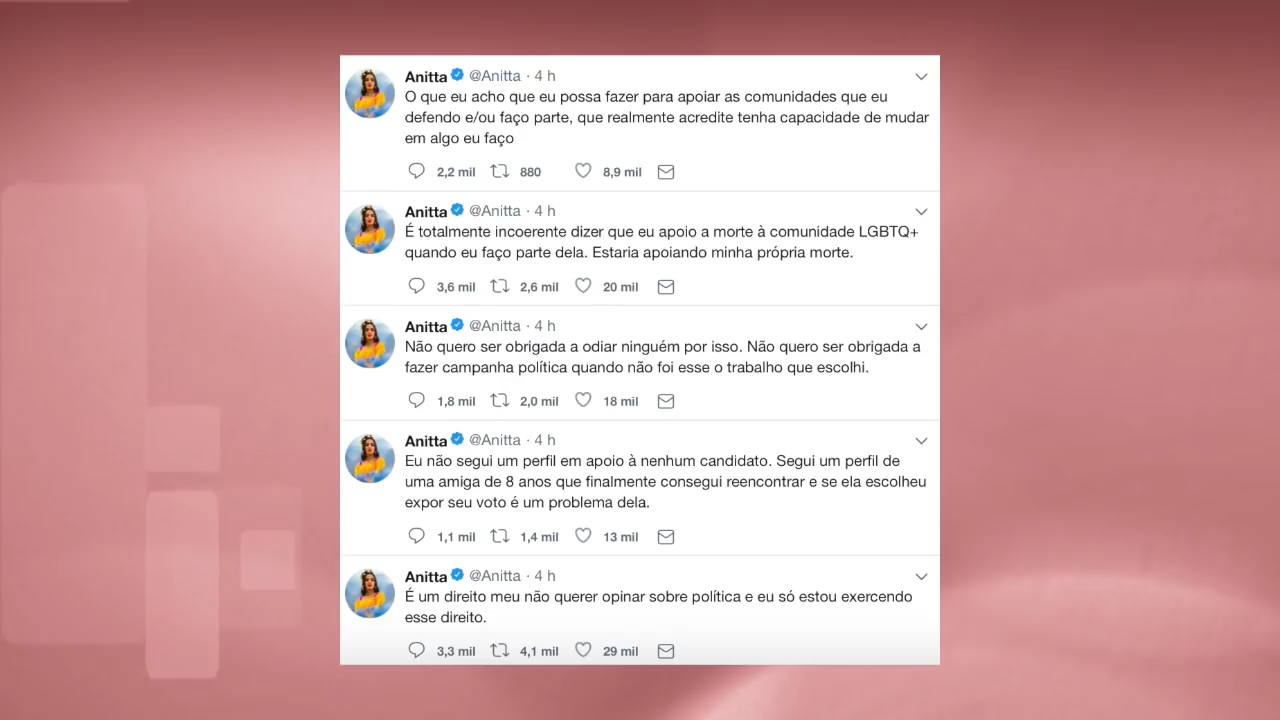 Anitta @Anitta · 4 h
O que eu acho que eu possa fazer para apoiar as comunidades que eu
defendo e/ou faço parte, que realmente acredite tenha capacidade de mudar
em algo eu faço
2,2 mil 880 8,9 mil
Anitta @Anitta · 4 h
É totalmente incoerente dizer que eu apoio a morte à comunidade LGBTQ+
quando eu faço parte dela. Estaria apoiando minha própria morte.
3,6 mil 2,6 mil 20 mil
Anitta @Anitta · 4 h
Não quero ser obrigada a odiar ninguém por isso. Não quero ser obrigada a
fazer campanha política quando não foi esse o trabalho que escolhi.
1,8 mil 2,0 mil 18 mil
Anitta @Anitta · 4 h
Eu não segui um perfil em apoio à nenhum candidato. Segui um perfil de
uma amiga de 8 anos que finalmente consegui reencontrar e se ela escolheu
expor seu voto é um problema dela.
1,1 mil 1,4 mil 13 mil
Anitta @Anitta · 4 h
É um direito meu não querer opinar sobre política e eu só estou exercendo
esse direito.
3,3 mil 4,1 mil 29 mil